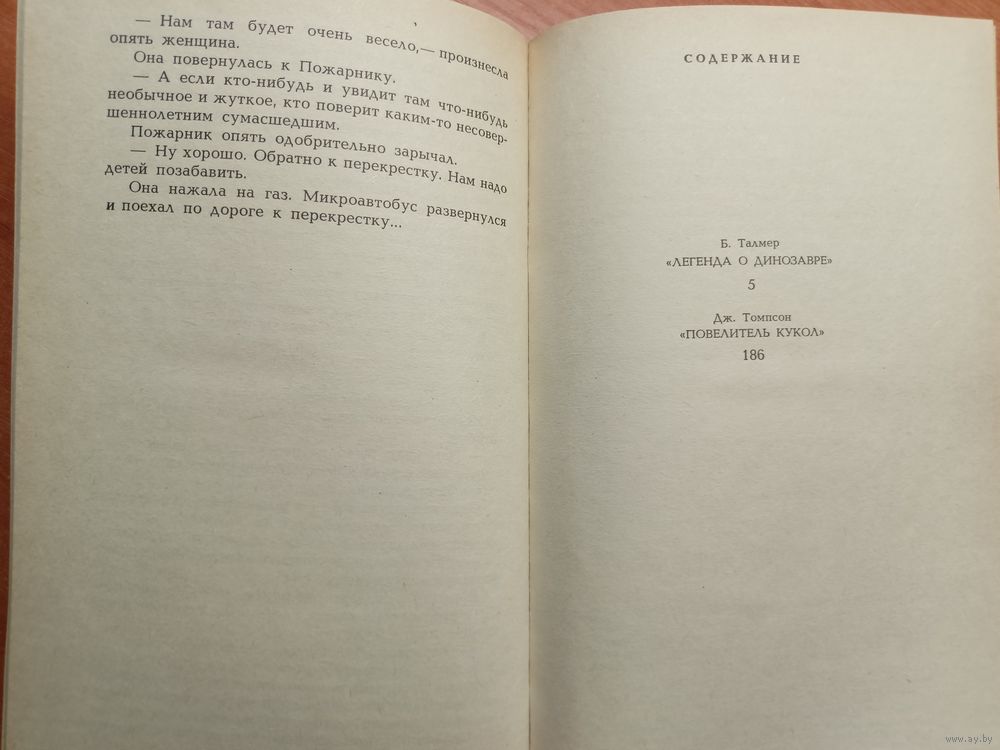 — Нам там будет очень весело,— произнесла
опять женщина.
Она повернулась к Пожарнику.
— А если кто-нибудь и увидит там что-нибудь
необычное и жуткое, кто поверит каким-то несовер-
шеннолетним сумасшедшим.
Пожарник опять одобрительно зарычал.
— Ну хорошо. Обратно к перекрестку. Нам надо
детей позабавить.
Она нажала на газ. Микроавтобус развернулся
и поехал по дороге к перекрестку...
СОДЕРЖАНИЕ
Б. Талмер
«ЛЕГЕНДА О ДИНОЗАВРЕ»
5
Дж. Томпсон
«ПОВЕЛИТЕЛЬ КУКОЛ»
186
www.ay.by